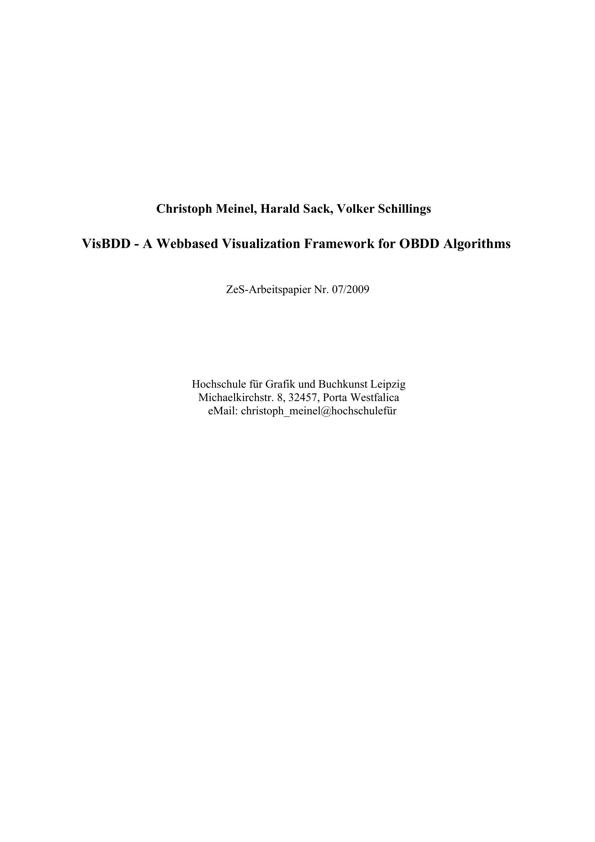 Christoph Meinel, Harald Sack, Volker Schillings
VisBDD - A Webbased Visualization Framework for OBDD Algorithms
ZeS-Arbeitspapier Nr. 07/2009
Hochschule für Grafik und Buchkunst Leipzig
Michaelkirchstr. 8, 32457, Porta Westfalica
eMail: christoph_meinel@hochschulefür